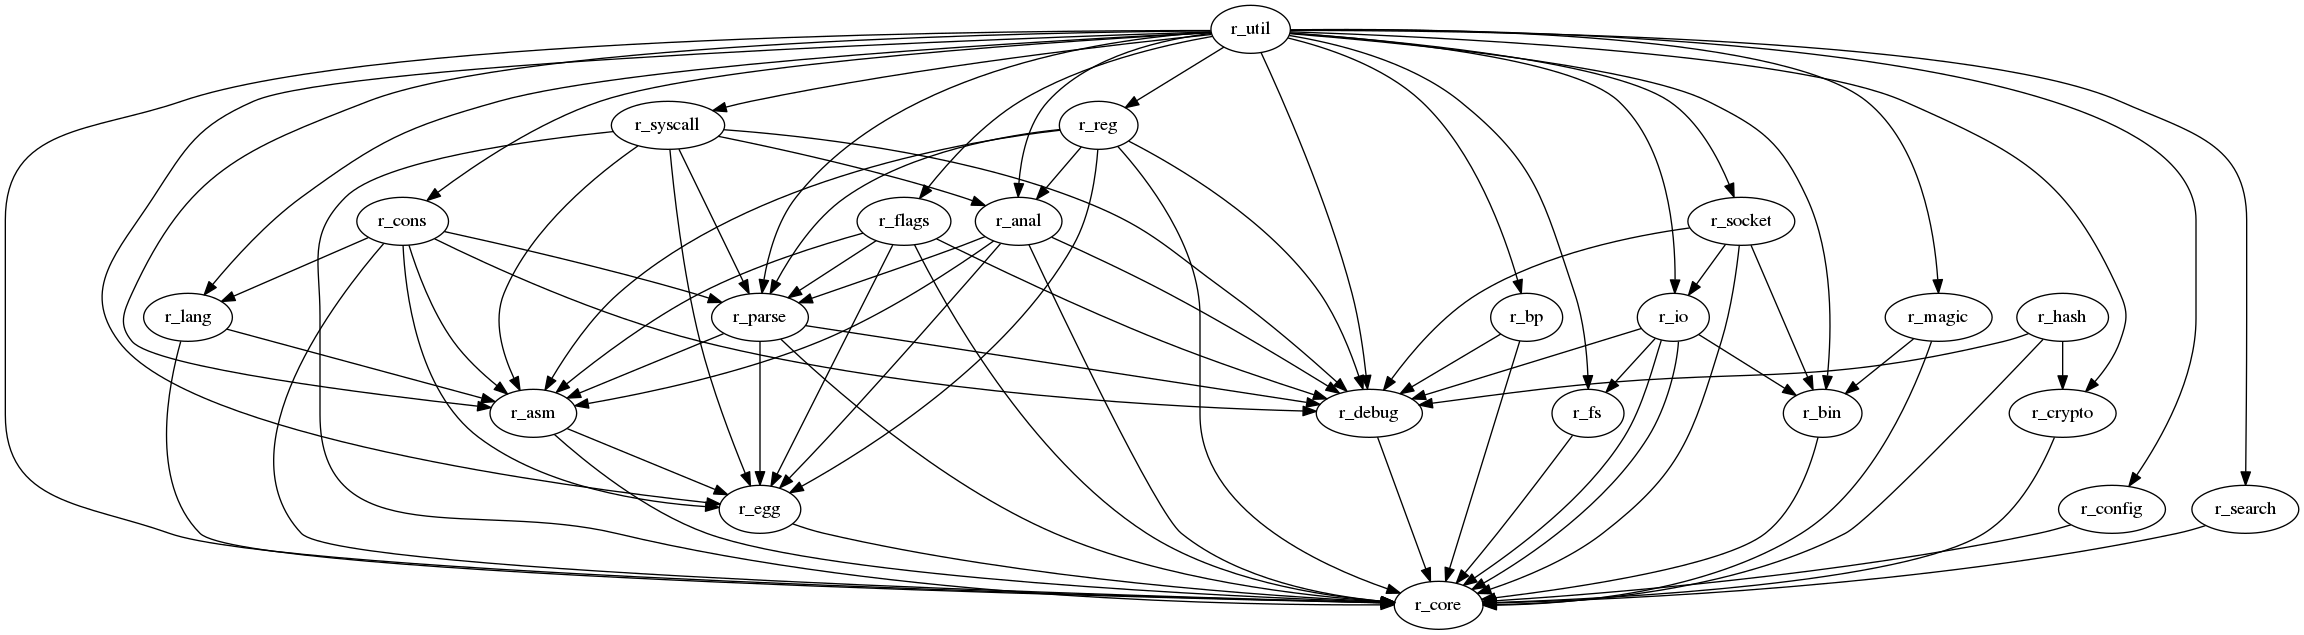 r_util
r_syscall
r_reg
r_cons
r_flags
r_anal
r_socket
r_lang
r_parse
r_bp
r_io
r_magic
r_hash
r_asm
r_debug
r_fs
r_bin
r_crypto
r_egg
r_config
r_search
r_core